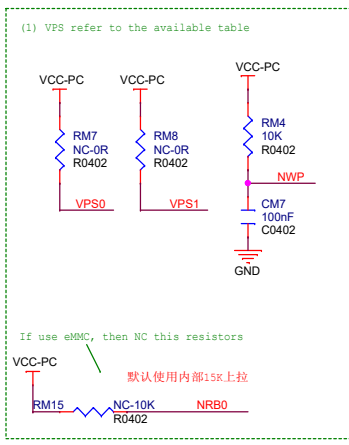 (1) VPS refer to the available table
VCC-PC VCC-PC VCC-PC
RM7
NC-0R
R0402
RM8
NC-0R
R0402
RM4
10K
R0402
VPS0
VPS1
NWP
CM7
100nF
C0402
GND
If use eMMC, then NC this resistors
VCC-PC
默认使用内部15K上拉
RM15 NC-10K NRB0
R0402